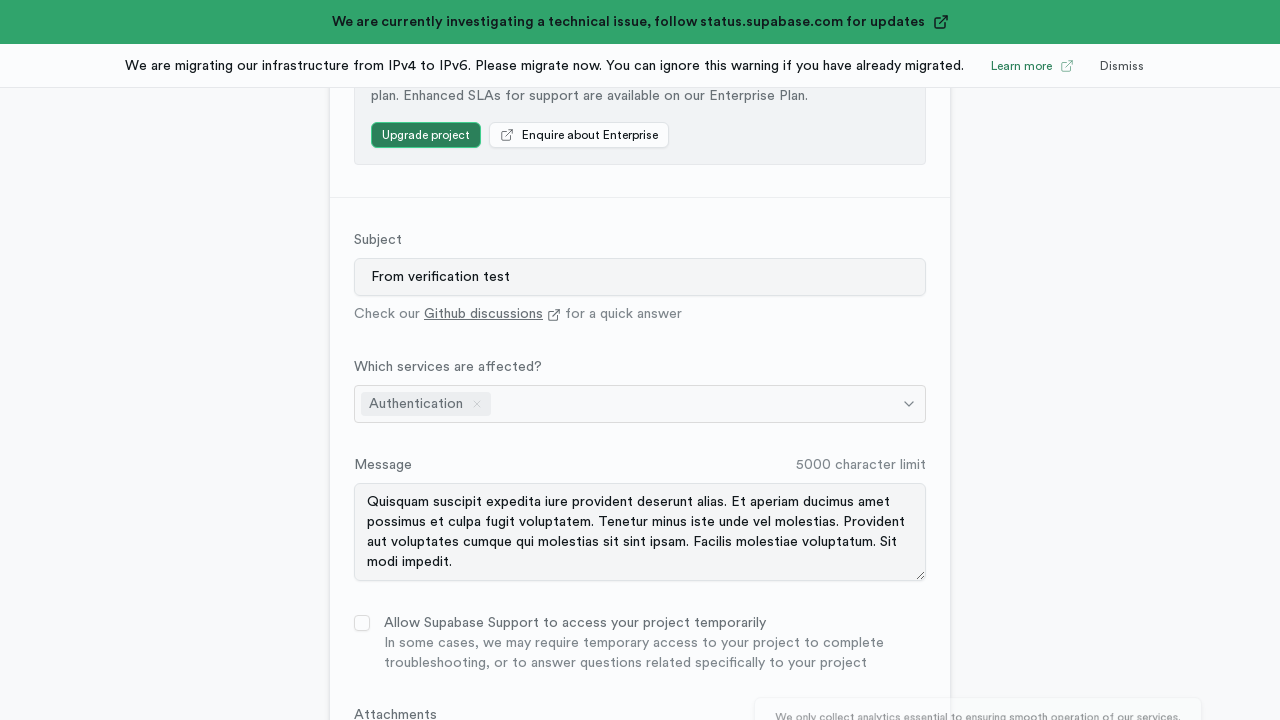 We are currently investigating a technical issue, follow status.supabase.com for updates
We are migrating our infrastructure from IPv4 to IPv6. Please migrate now. You can ignore this warning if you have already migrated. Learn more Dismiss
plan. Enhanced SLAs for support are available on our Enterprise Plan.
Upgrade project Enquire about Enterprise
Subject
From verification test
Check our Github discussions for a quick answer
Which services are affected?
Authentication
Message 5000 character limit
Quisquam suscipit expedita iure provident deserunt alias. Et aperiam ducimus amet
possimus et culpa fugit voluptatem. Tenetur minus iste unde vel molestias. Provident
aut voluptates cumque qui molestias sit sint ipsam. Facilis molestiae voluptatum. Sit
modi impedit.
Allow Supabase Support to access your project temporarily
In some cases, we may require temporary access to your project to complete
troubleshooting, or to answer questions related specifically to your project
Attachments
We only collect analytics essential to ensuring smooth operation of our services.